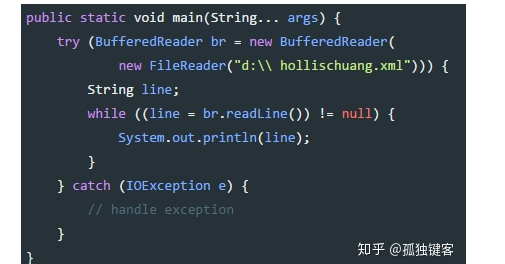 public static void main(String... args) {
    try (BufferedReader br = new BufferedReader(
            new FileReader("d:\\ hollischuang.xml"))) {
        String line;
        while ((line = br.readLine()) != null) {
            System.out.println(line);
        }
    } catch (IOException e) {
        // handle exception
    }
}
知乎 @孤独键客